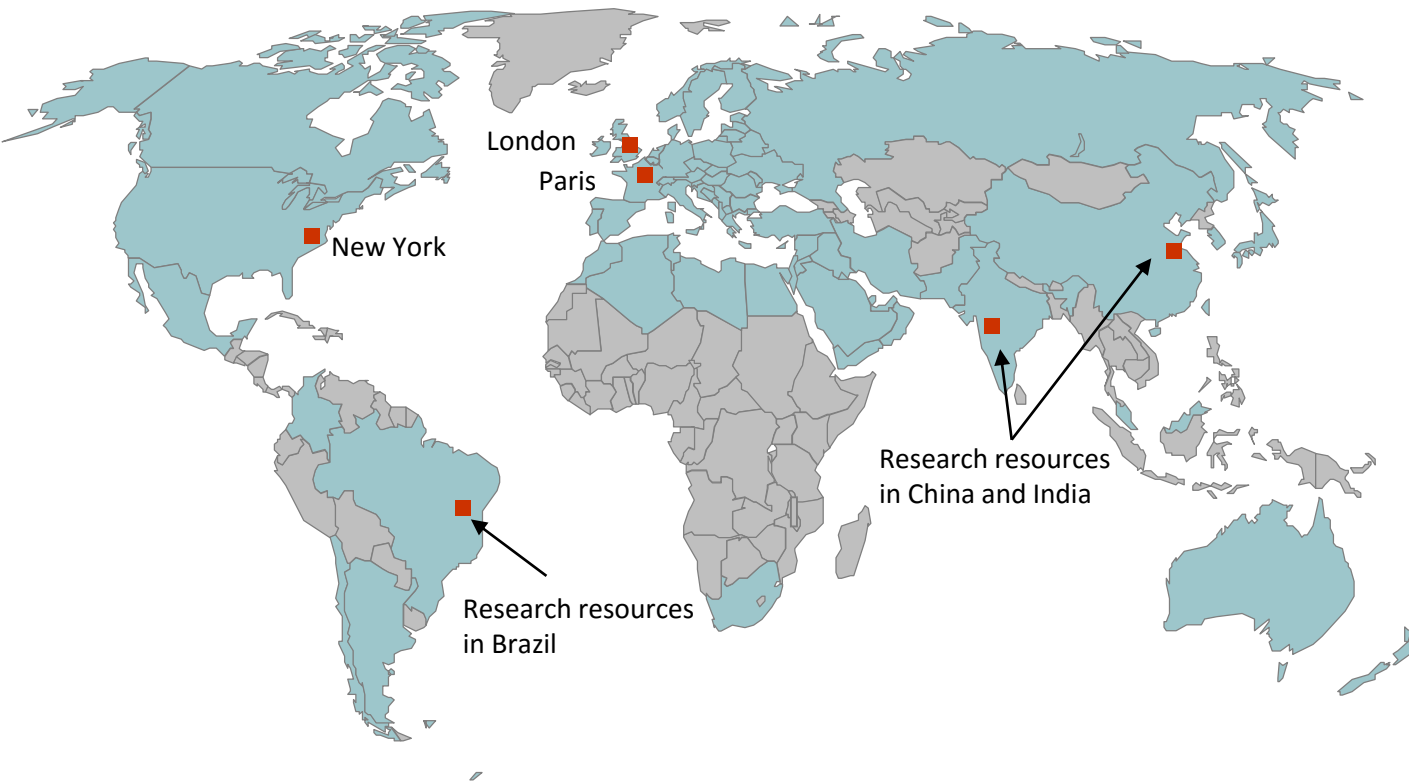 London
Paris
New York
Research resources
in China and India
Research resources
in Brazil